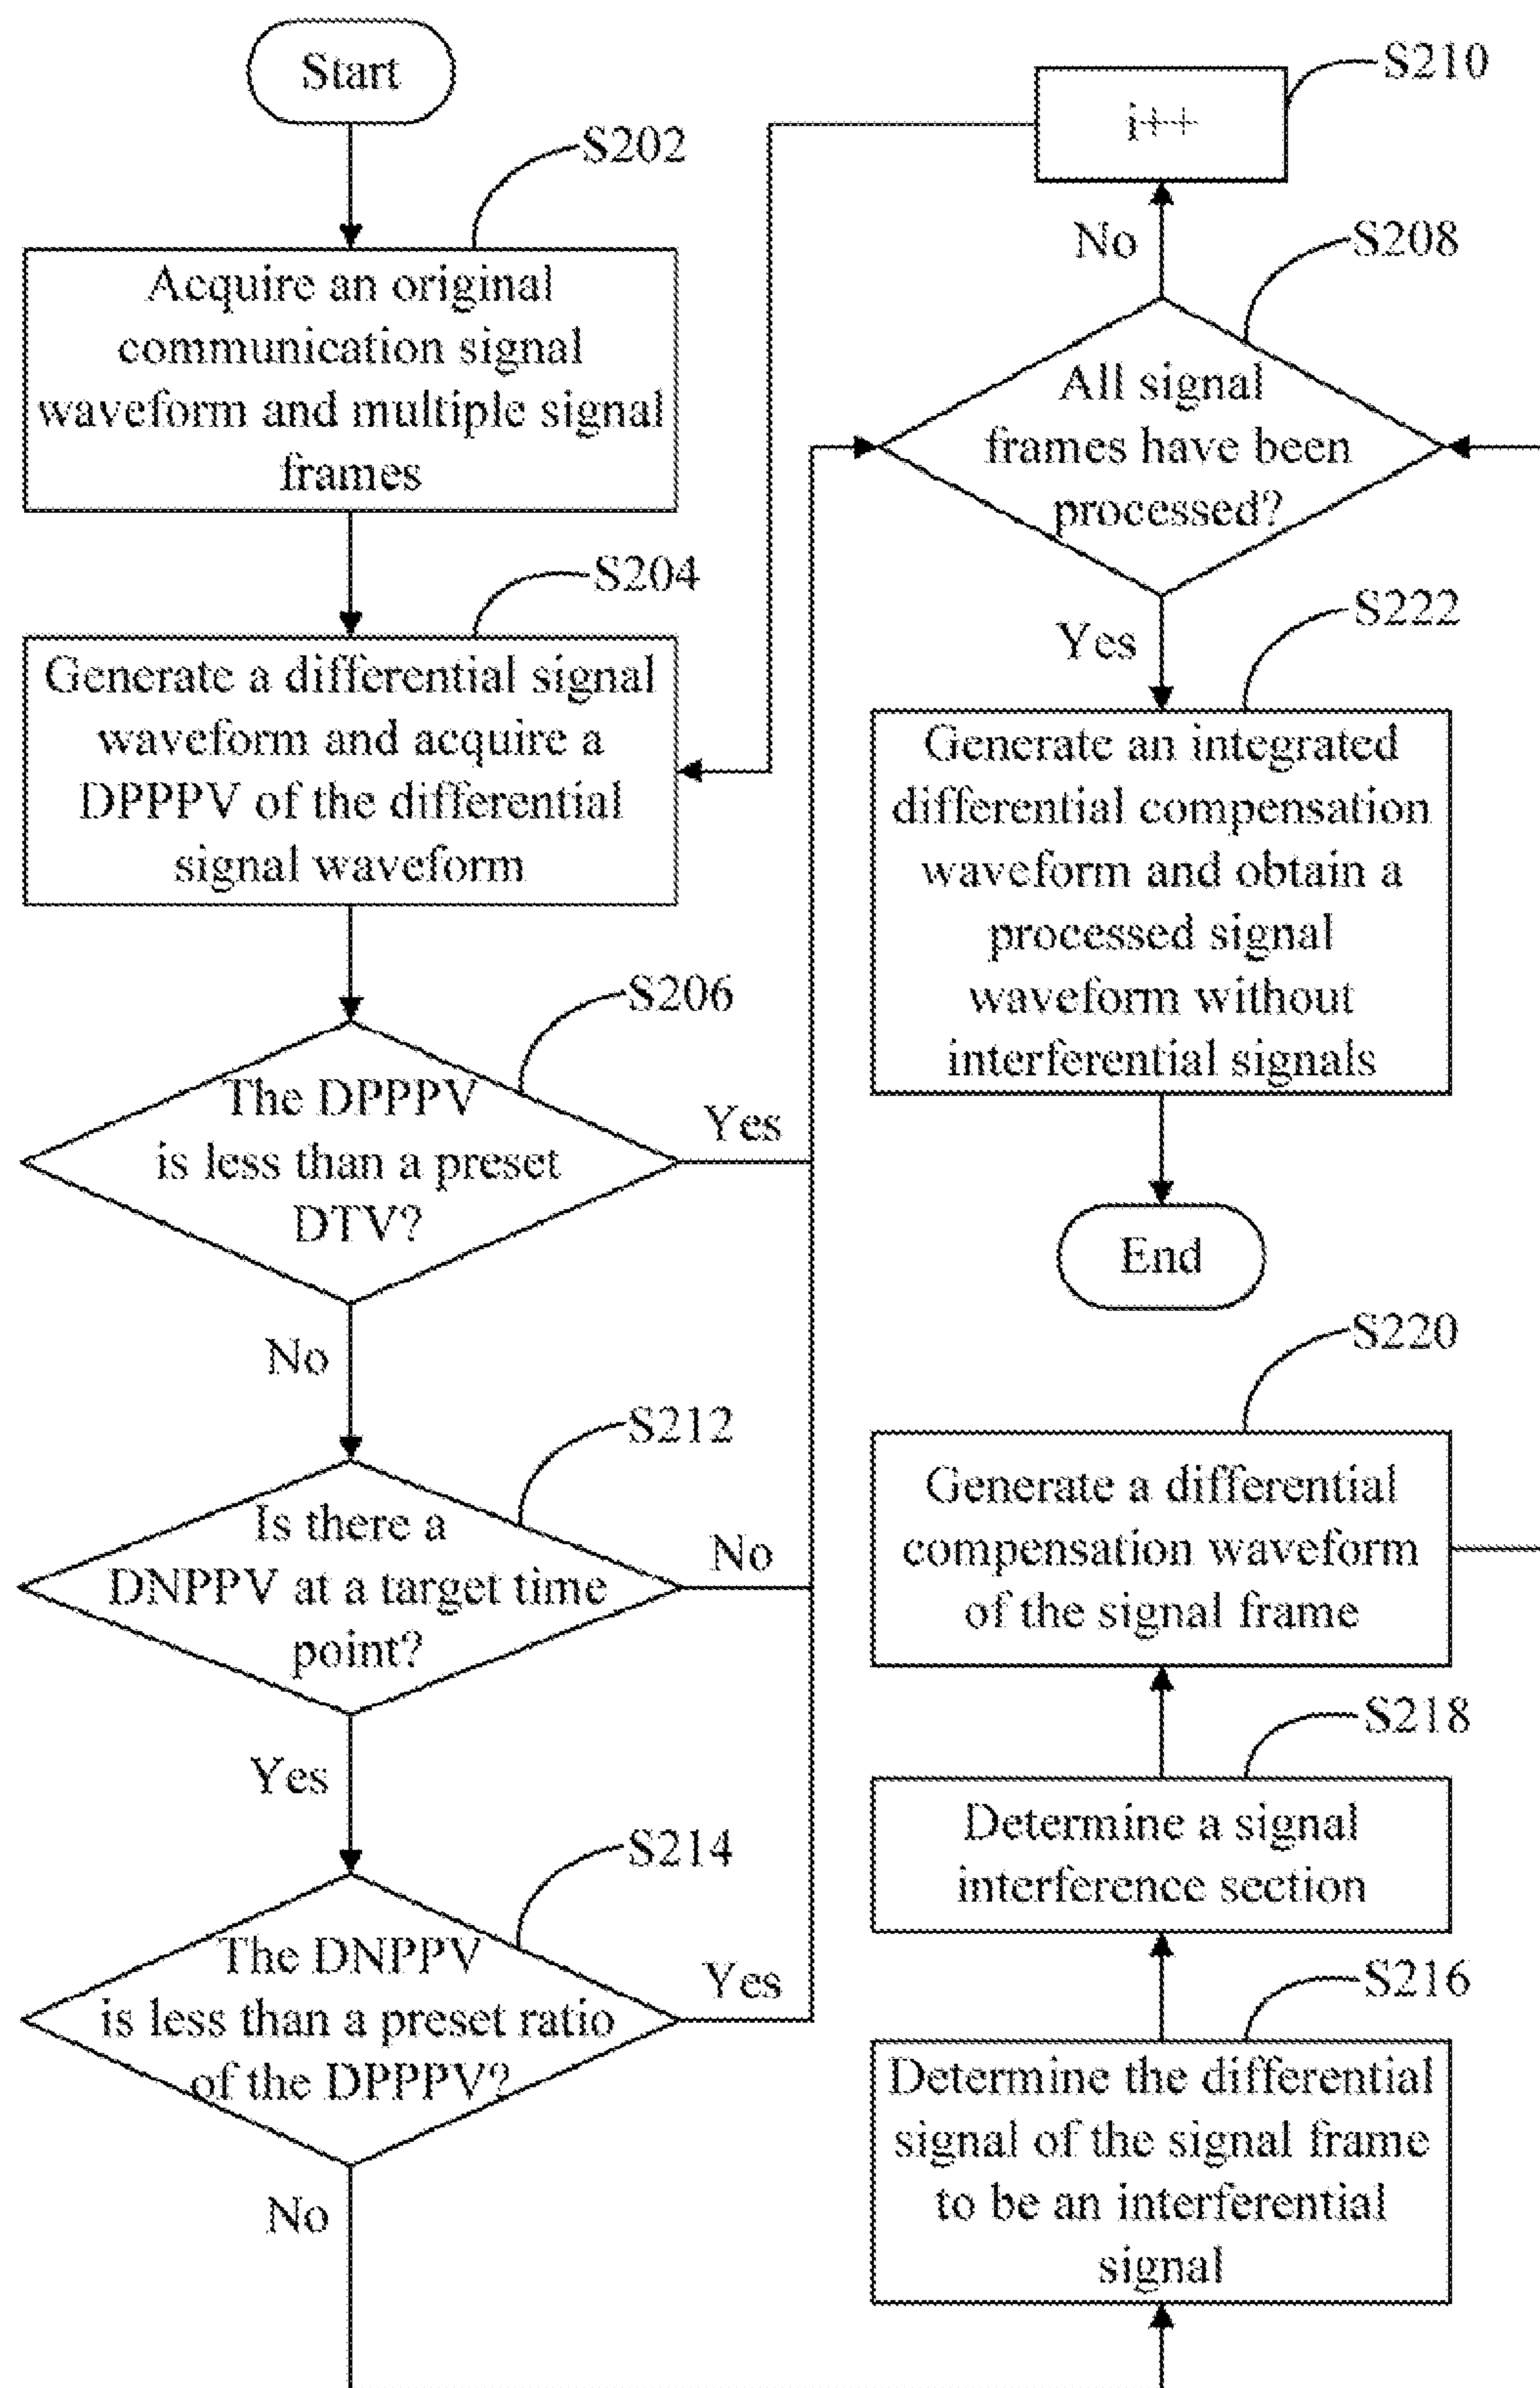 Start
S202
Acquire an original
communication signal
waveform and multiple signal
frames
S204
Generate a differential signal
waveform and acquire a
DPPPV of the differential
signal waveform
S206
The DPPPV
is less than a preset
DTV?
Yes
No
S212
Is there a
DNPPV at a target time
point?
No
Yes
S214
The DNPPV
is less than a preset ratio
of the DPPPV?
Yes
No
S210
i++
No
S208
All signal
frames have been
processed?
Yes
S222
Generate an integrated
differential compensation
waveform and obtain a
processed signal
waveform without
interferential signals
End
S220
Generate a differential
compensation waveform
of the signal frame
S218
Determine a signal
interference section
S216
Determine the differential
signal of the signal frame
to be an interferential
signal